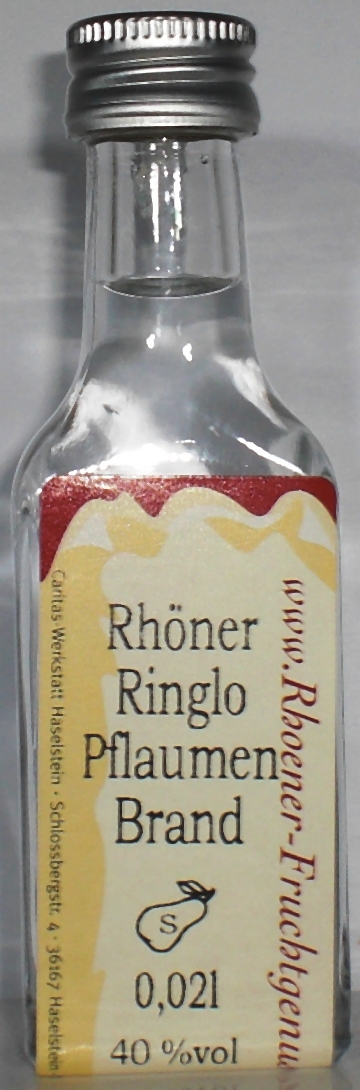 Rhöner
Ringlo
Pflaumen
Brand
S
0,02l
40 %vol
Caritas-Werkstatt Haselstein · Schlossbergstr. 4 · 36167 Haselstein
www.Rhoener-Fruchtgenu